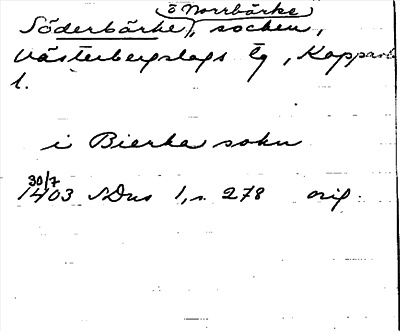 o Norrbärke
Söderbärke, socken,
Västerbergslags tg, Kopparb.
l.
i Bierka sokn
30/7
1403 SDns 1, s. 278 orig.